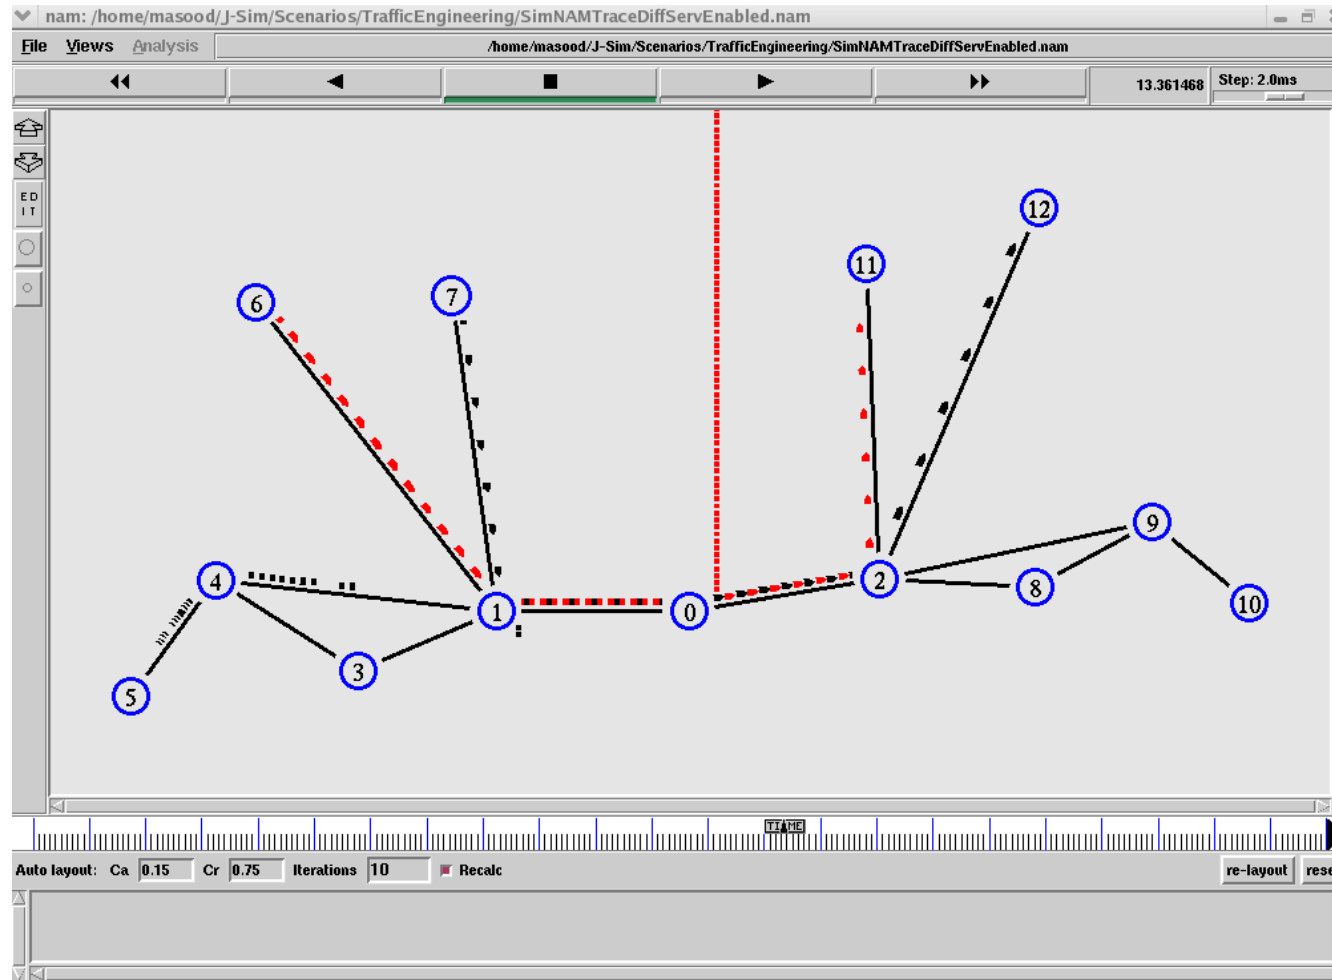 nam: /home/masood/J-Sim/Scenarios/TrafficEngineering/SimNAMTraceDiffServEnabled.nam
File Views Analysis /home/masood/J-Sim/Scenarios/TrafficEngineering/SimNAMTraceDiffServEnabled.nam
13.361468 Step: 2.0ms
ED
IT
12
11
6 7
9
4 2 8
1 0 10
3
5
TIME
Auto layout: Ca 0.15 Cr 0.75 Iterations 10 Recalc re-layout rese